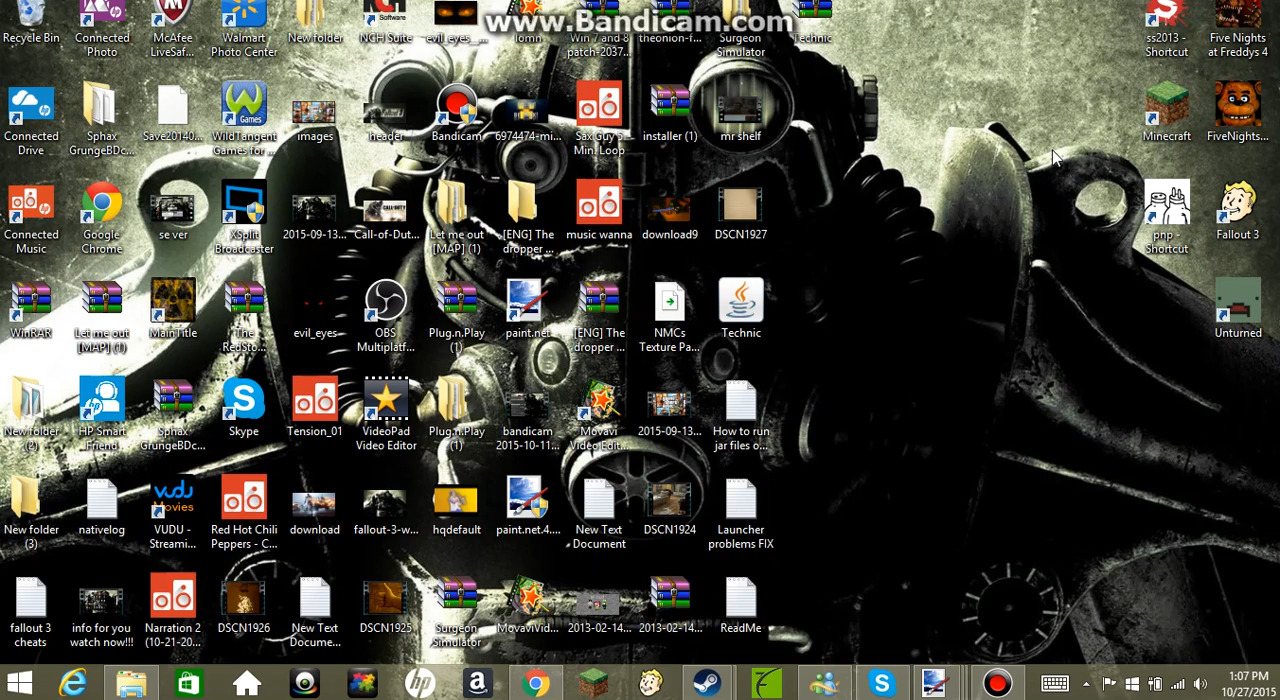 www.Bandicam.com
Recycle Bin
Connected
Photo
McAfee
LiveSaf...
Walmart
Photo Center
New folder
NCH Suite
NCH
Software
evil_eyes__...
Tomn
Win 7 and 8
patch-2037...
theonion-f...
Surgeon
Simulator
Technic
ss2013 -
Shortcut
Five Nights
at Freddys 4
Connected
Drive
Sphax
GrungeBDc...
Save20140...
WildTangent
Games for ...
Games
images
header
Bandicam
6974474-mi...
Sax Guy 5
Min. Loop
installer (1)
mr shelf
Minecraft
FiveNights...
Connected
Music
Google
Chrome
se ver
XSplit
Broadcaster
2015-09-13...
Call-of-Dut...
Let me out
[MAP] (1)
[ENG] The
dropper ...
music wanna
download9
DSCN1927
pnp -
Shortcut
Fallout 3
WinRAR
Let me out
[MAP] (1)
MainTitle
The
RedSto...
evil_eyes
OBS
Multiplatf...
Plug.n.Play
(1)
paint.net
[ENG] The
dropper ...
NMCs
Texture Pa...
Technic
Unturned
New folder
(2)
HP Smart
Friend
Sphax
GrungeBDc...
Skype
Tension_01
VideoPad
Video Editor
Plug.n.Play
(1)
bandicam
2015-10-11...
Movavi
Video Edit...
2015-09-13...
How to run
jar files o...
New folder
(3)
nativelog
vudu
Movies
VUDU -
Streami...
Red Hot Chili
Peppers - C...
download
fallout-3-w...
hqdefault
paint.net.4....
New Text
Document
DSCN1924
Launcher
problems FIX
fallout 3
cheats
info for you
watch now!!!
Narration 2
(10-21-20...
DSCN1926
New Text
Docume...
DSCN1925
Surgeon
Simulator
MovaviVid...
2013-02-14...
2013-02-14...
ReadMe
1:07 PM
10/27/2015